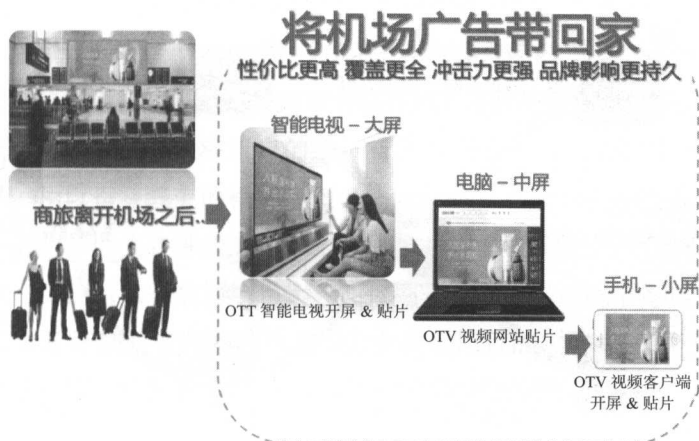 将机场广告带回家
性价比更高 覆盖更全 冲击力更强 品牌影响更持久
智能电视 – 大屏
电脑 – 中屏
商旅离开机场之后..
手机 – 小屏
OTT 智能电视开屏 & 贴片
OTV 视频网站贴片
OTV 视频客户端
开屏 & 贴片